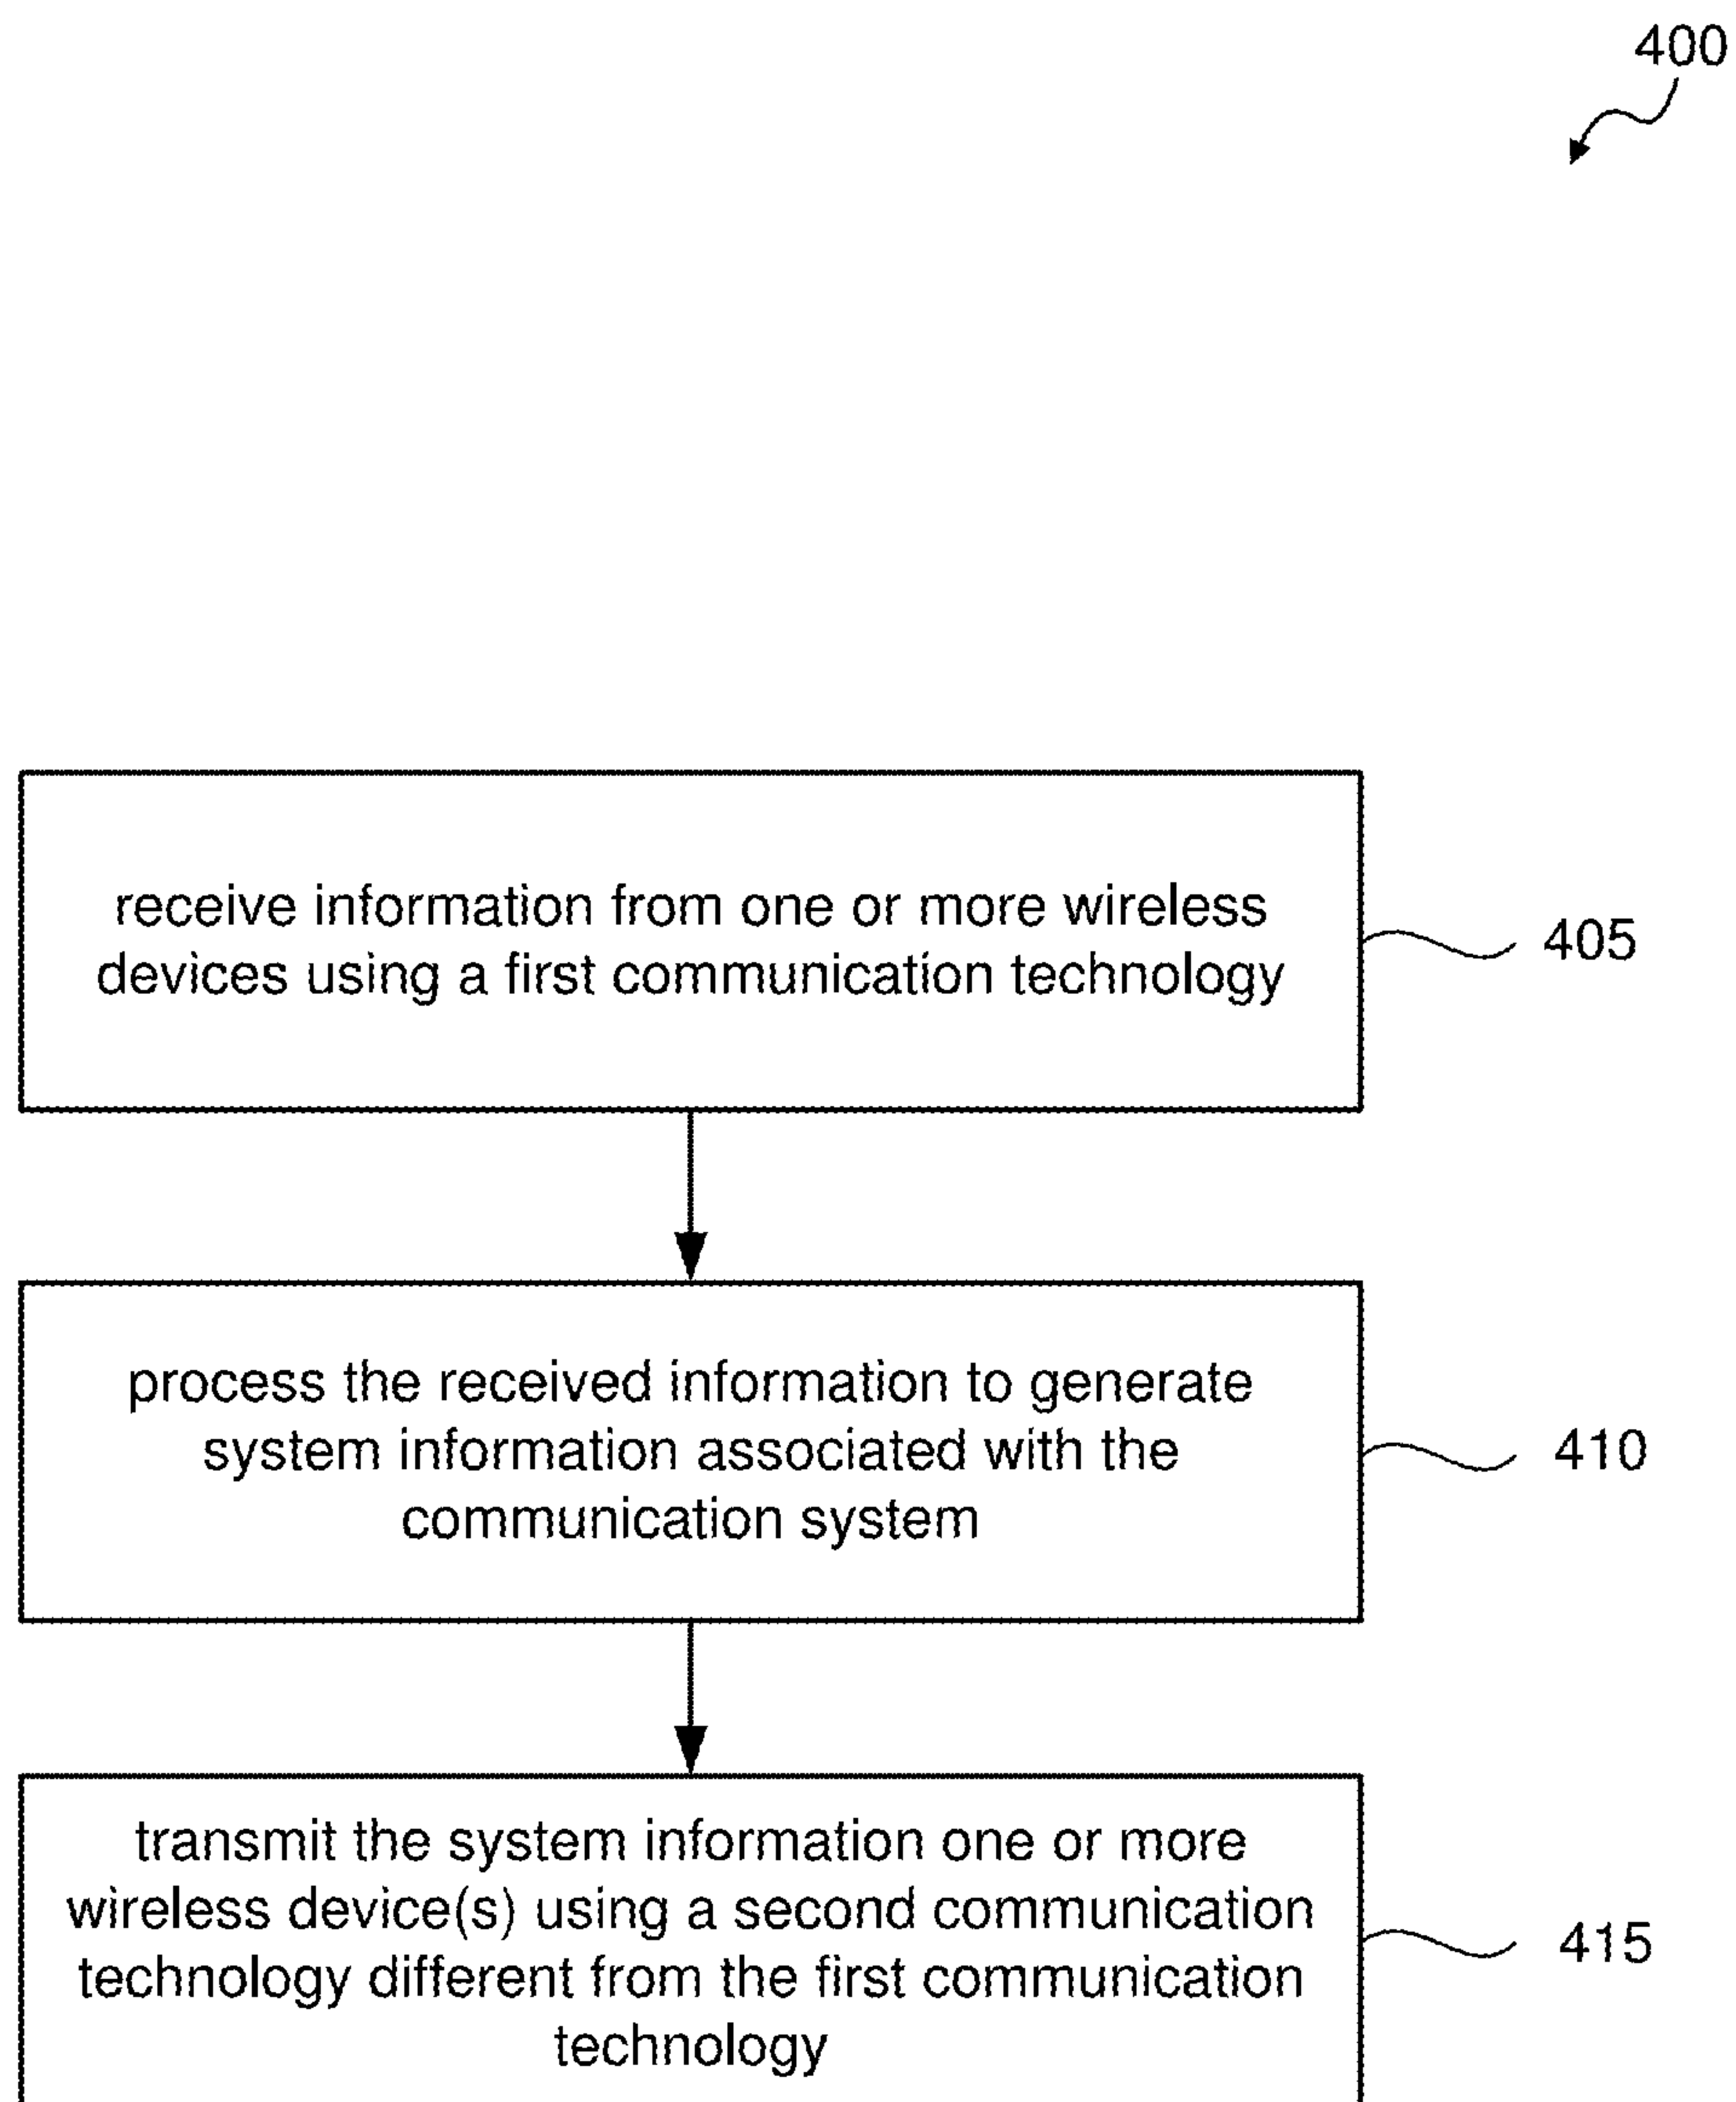 400
receive information from one or more wireless
devices using a first communication technology
405
process the received information to generate
system information associated with the
communication system
410
transmit the system information one or more
wireless device(s) using a second communication
technology different from the first communication
technology
415